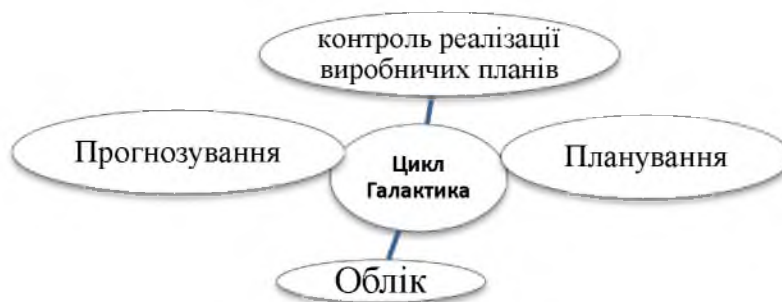 контроль реалізації
виробничих планів
Прогнозування
Цикл
Галактика
Планування
Облік